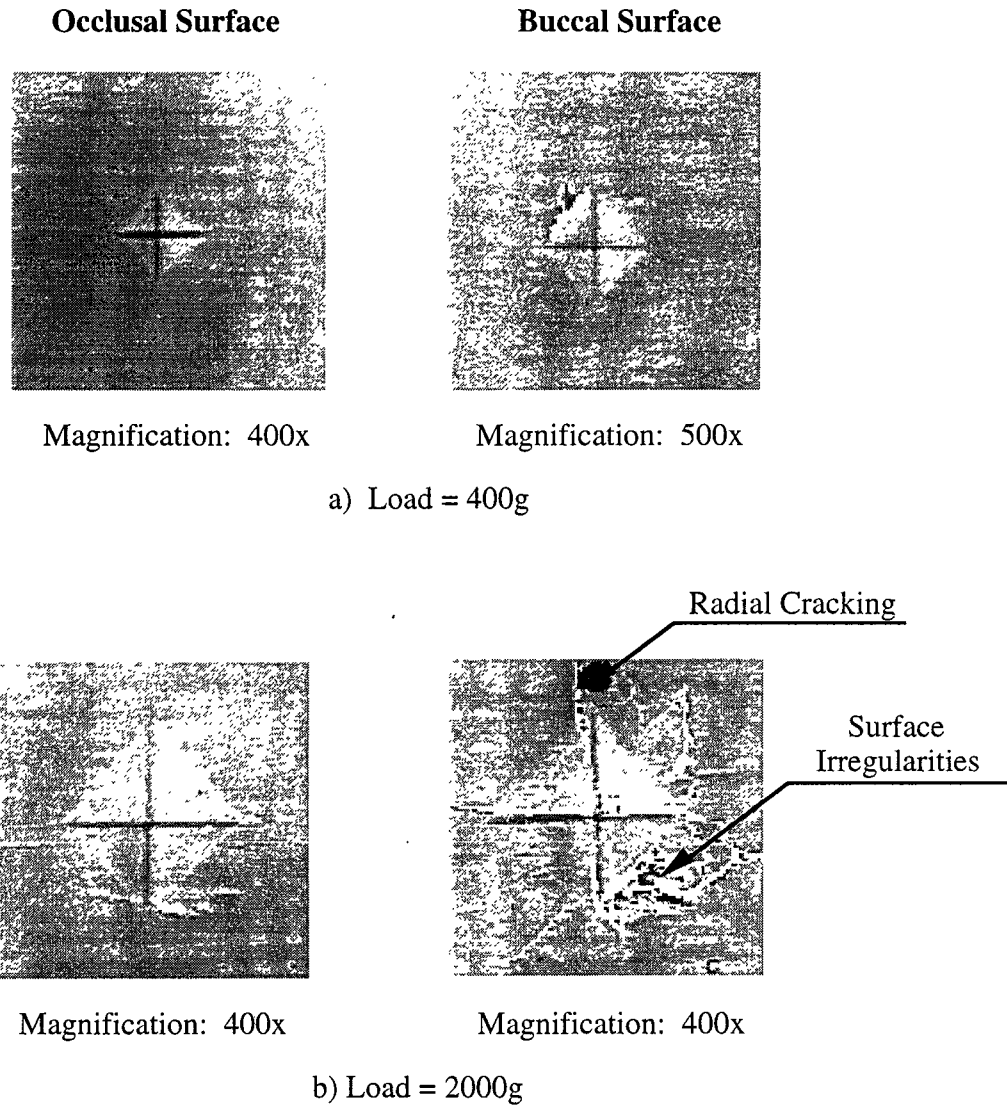 Occlusal Surface
Buccal Surface
Magnification: 400x
Magnification: 500x
a) Load = 400g
Radial Cracking
Surface
Irregularities
C
C
Magnification: 400x
Magnification: 400x
b) Load = 2000g